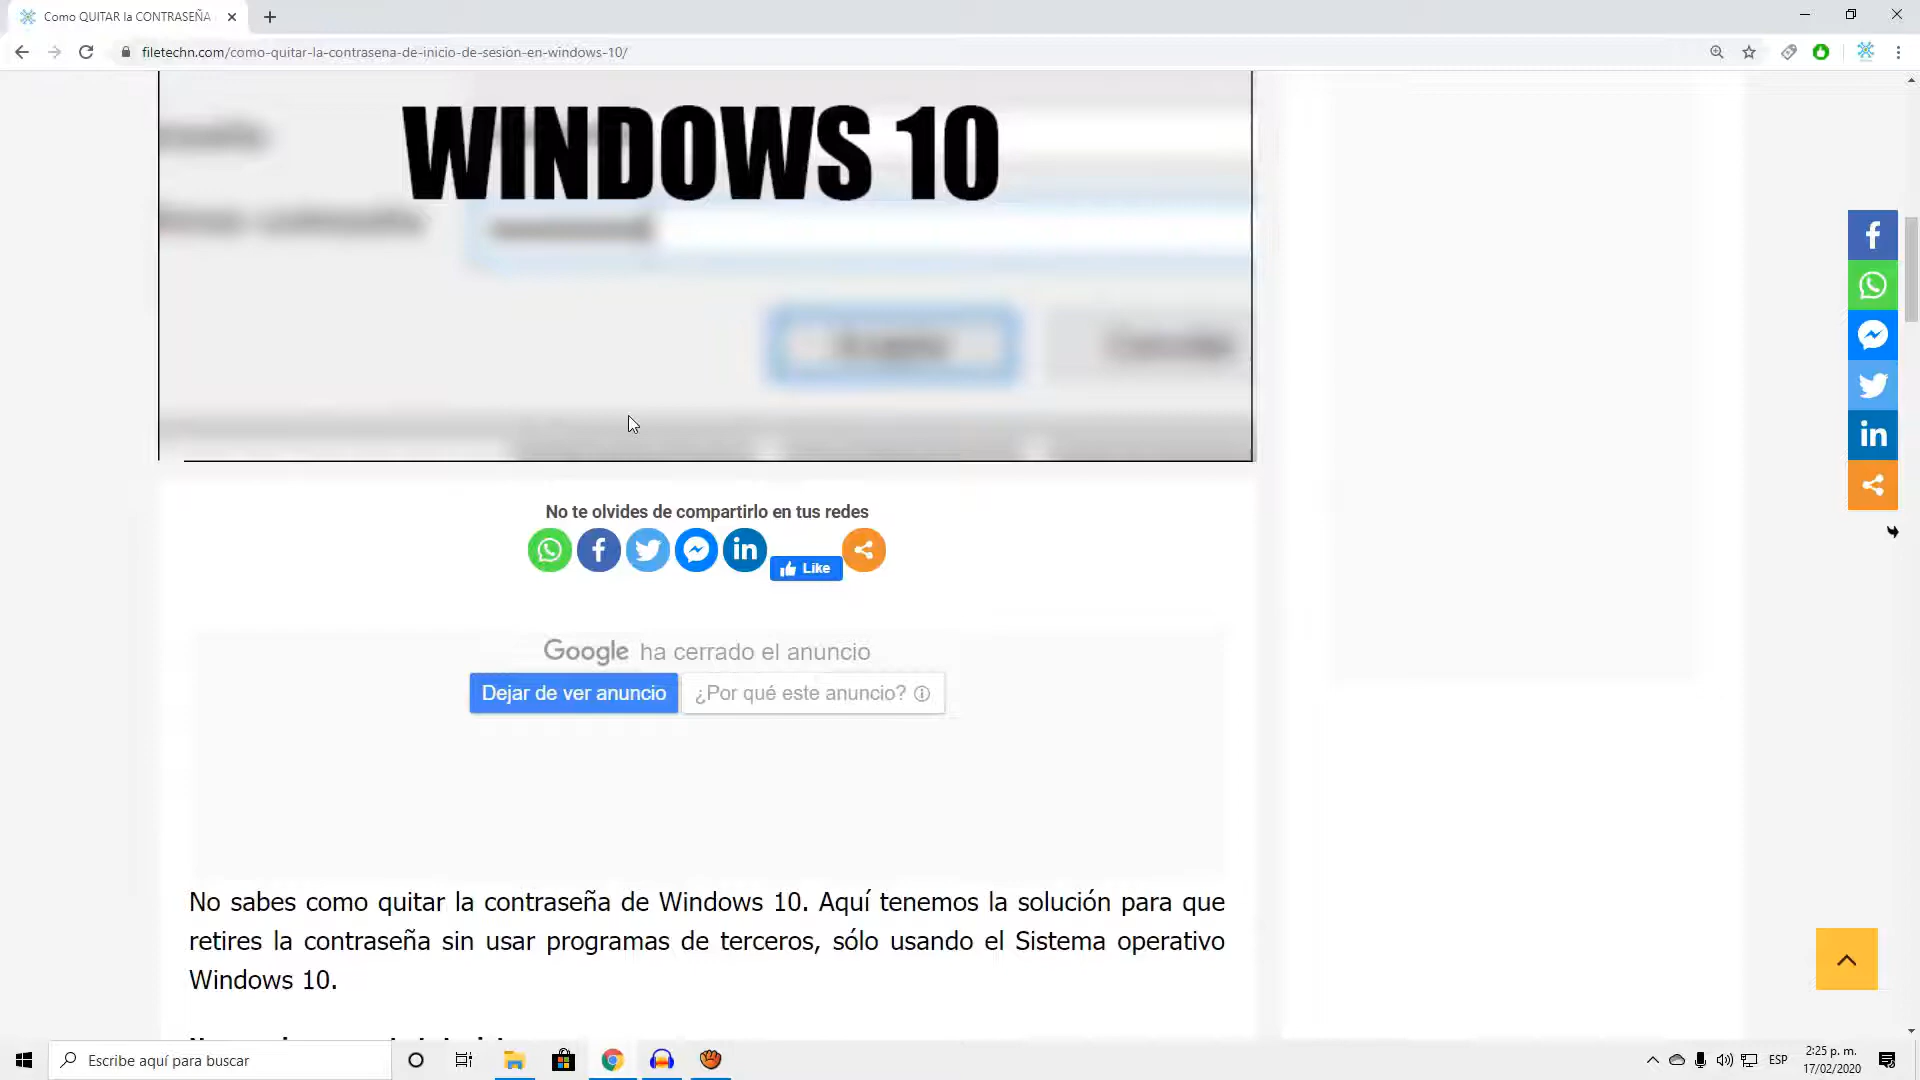 Como QUITAR la CONTRASEÑA
filetechn.com/como-quitar-la-contrasena-de-inicio-de-sesion-en-windows-10/
WINDOWS 10
No te olvides de compartirlo en tus redes
Like
Google ha cerrado el anuncio
Dejar de ver anuncio
¿Por qué este anuncio?
No sabes como quitar la contraseña de Windows 10. Aquí tenemos la solución para que
retires la contraseña sin usar programas de terceros, sólo usando el Sistema operativo
Windows 10.
Escribe aquí para buscar
ESP
2:25 p. m.
17/02/2020